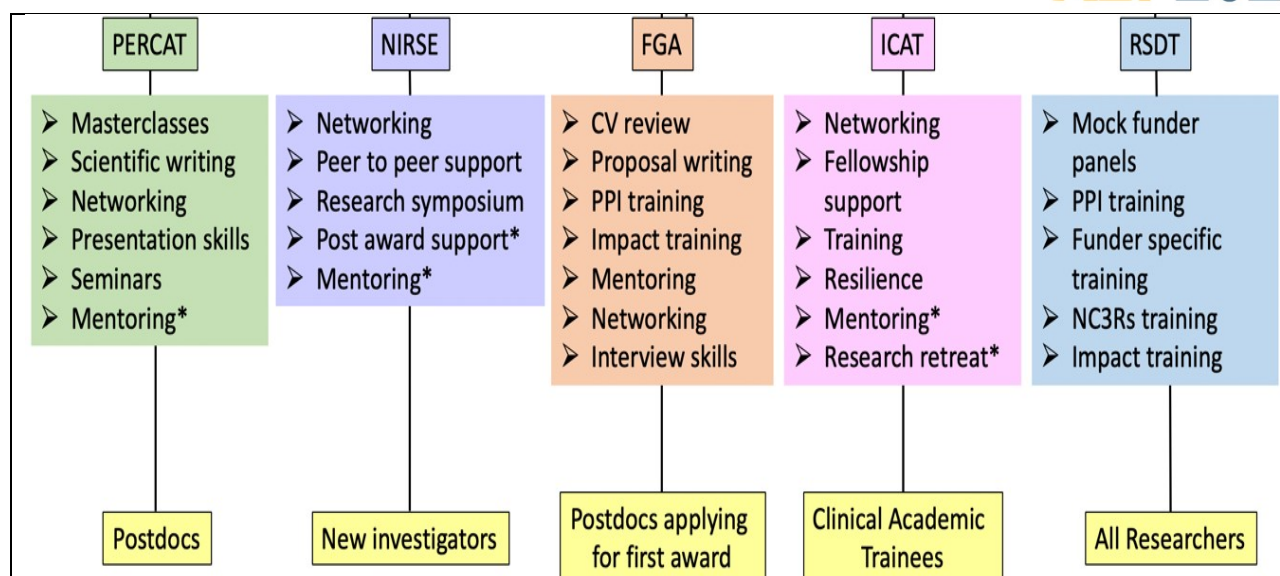 PERCAT
➢ Masterclasses
➢ Scientific writing
➢ Networking
➢ Presentation skills
➢ Seminars
➢ Mentoring*
Postdocs
NIRSE
➢ Networking
➢ Peer to peer support
➢ Research symposium
➢ Post award support*
➢ Mentoring*
New investigators
FGA
➢ CV review
➢ Proposal writing
➢ PPI training
➢ Impact training
➢ Mentoring
➢ Networking
➢ Interview skills
Postdocs applying
for first award
ICAT
➢ Networking
➢ Fellowship
support
➢ Training
➢ Resilience
➢ Mentoring*
➢ Research retreat*
Clinical Academic
Trainees
RSDT
➢ Mock funder
panels
➢ PPI training
➢ Funder specific
training
➢ NC3Rs training
➢ Impact training
All Researchers